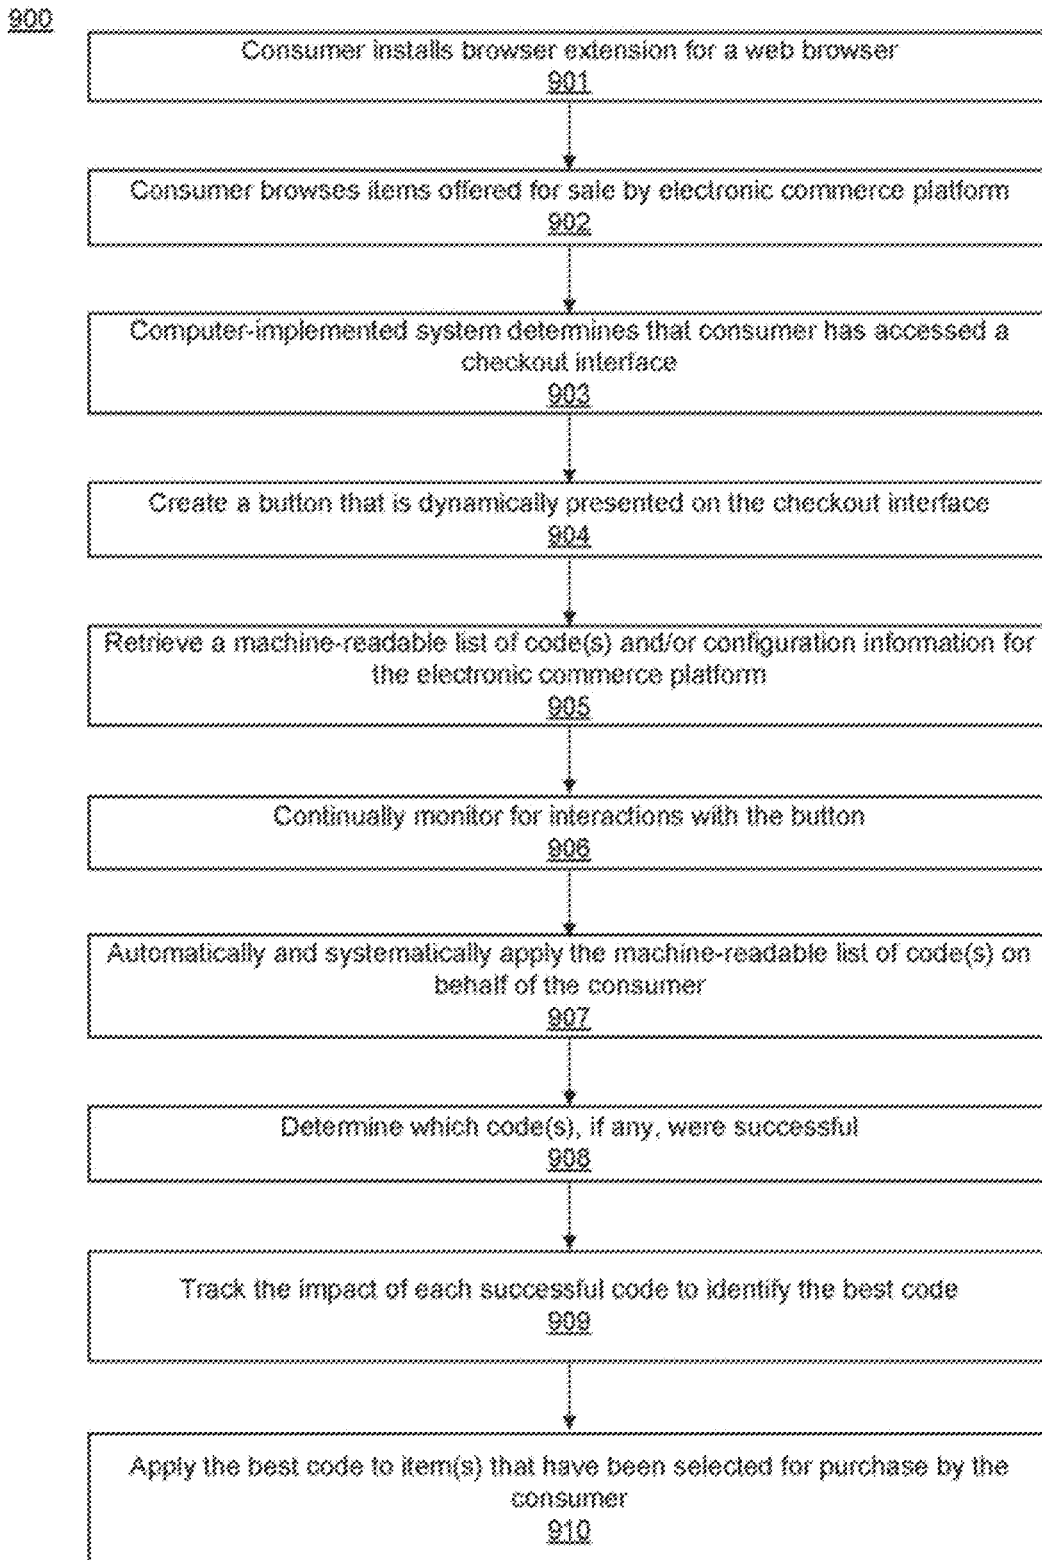 900
Consumer installs browser extension for a web browser
901
Consumer browses items offered for sale by electronic commerce platform
902
Computer-implemented system determines that consumer has accessed a
checkout interface
903
Create a button that is dynamically presented on the checkout interface
904
Retrieve a machine-readable list of code(s) and/or configuration information for
the electronic commerce platform
905
Continually monitor for interactions with the button
906
Automatically and systematically apply the machine-readable list of code(s) on
behalf of the consumer
907
Determine which code(s), if any, were successful
908
Track the impact of each successful code to identify the best code
909
Apply the best code to item(s) that have been selected for purchase by the
consumer
910